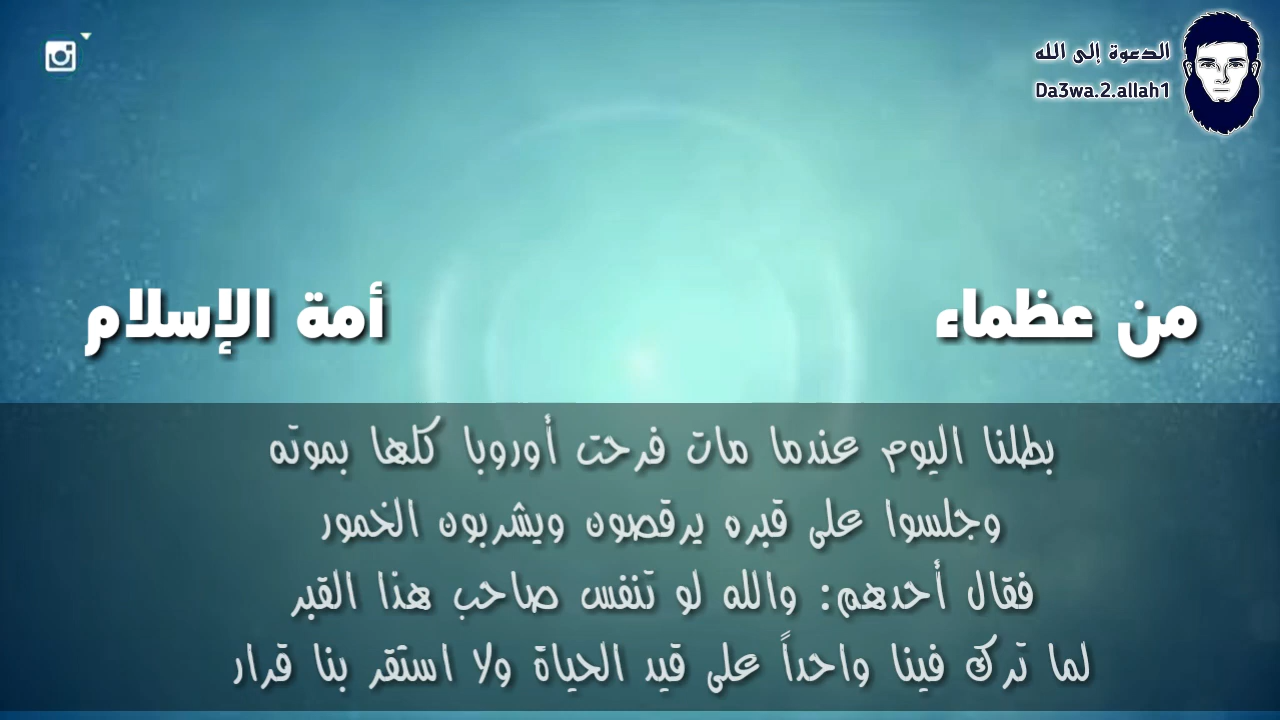 الدعوة إلى الله
Da3wa.2.allah1
من عظماء أمة الإسلام
بطلنا اليوم عندما مات فرحت أوروبا كلها بموته
وجلسوا على قبره يرقصون ويشربون الخمور
فقال أحدهم: والله لو تنفس صاحب هذا القبر
لما ترك فينا واحداً على قيد الحياة ولا استقر بنا قرار